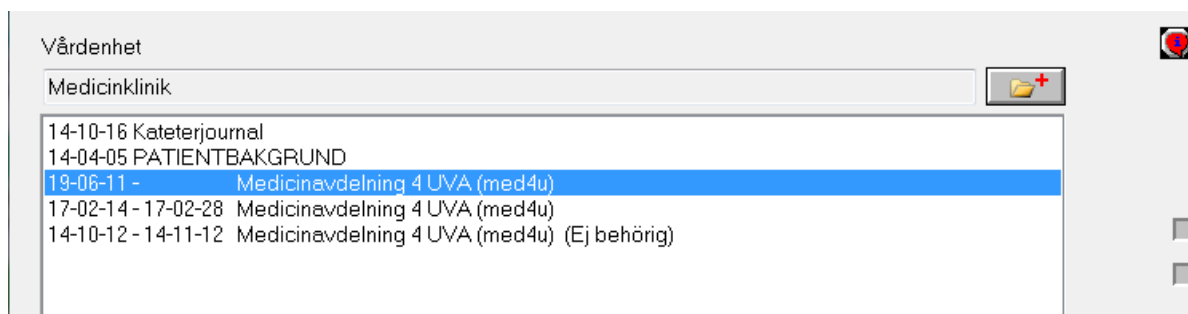 Vårdenhet
Medicinklinik
14-10-16 Kateterjournal
14-04-05 PATIENTBAKGRUND
19-06-11 - Medicinavdelning 4 UVA (med4u)
17-02-14 - 17-02-28 Medicinavdelning 4 UVA (med4u)
14-10-12 - 14-11-12 Medicinavdelning 4 UVA (med4u) (Ej behörig)